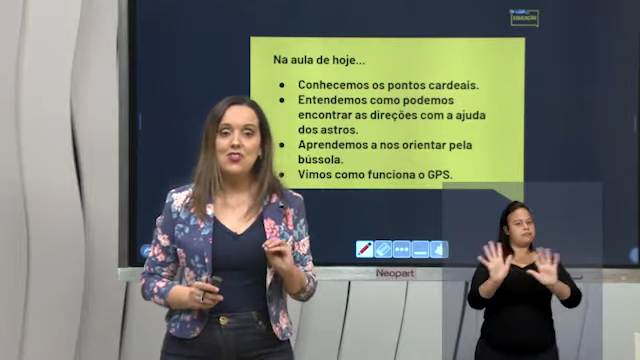 EDUCAÇÃO
Na aula de hoje...
● Conhecemos os pontos cardeais.
● Entendemos como podemos
encontrar as direções com a ajuda
dos astros.
● Aprendemos a nos orientar pela
bússola.
● Vimos como funciona o GPS.
Neopart